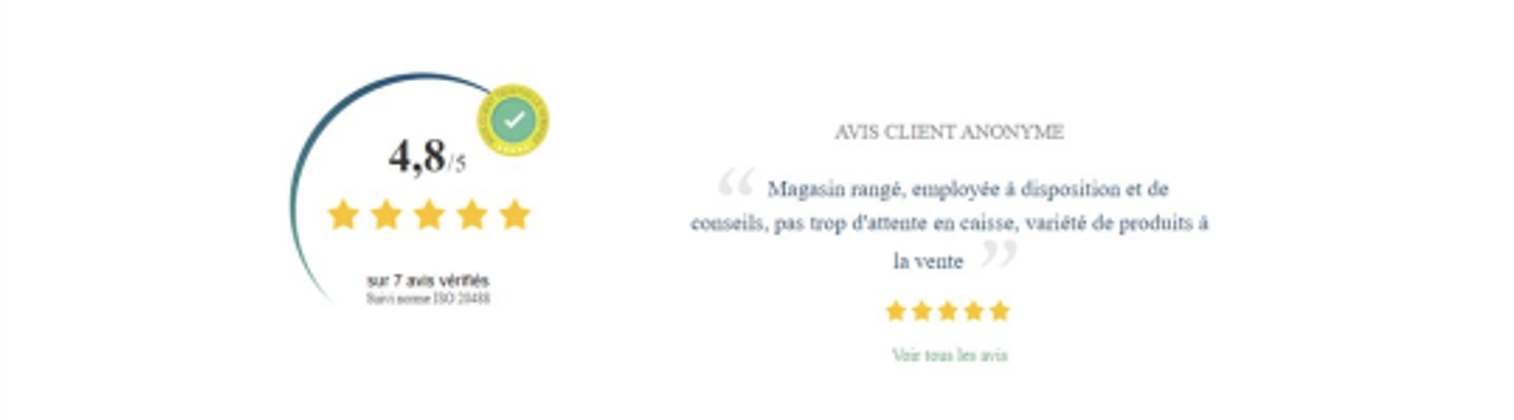 4,8/5
sur 7 avis vérifiés
Suivi norme ISO 20488
AVIS CLIENT ANONYME
“ Magasin rangé, employée à disposition et de
conseils, pas trop d'attente en caisse, variété de produits à
la vente ”
Voir tous les avis